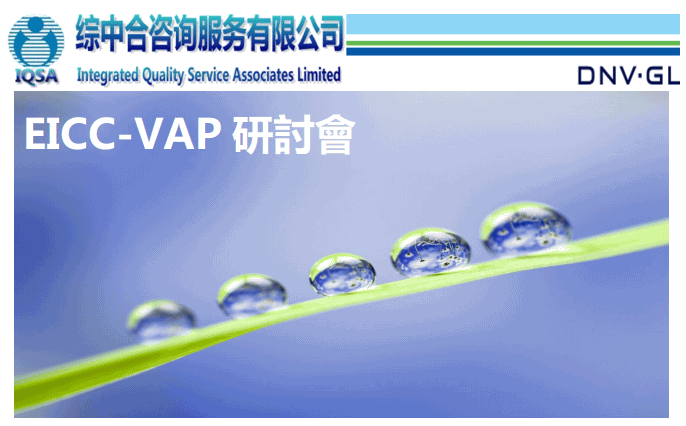 综中合咨询服务有限公司
IQSA
Integrated Quality Service Associates Limited
DNV·GL
EICC-VAP 研討會